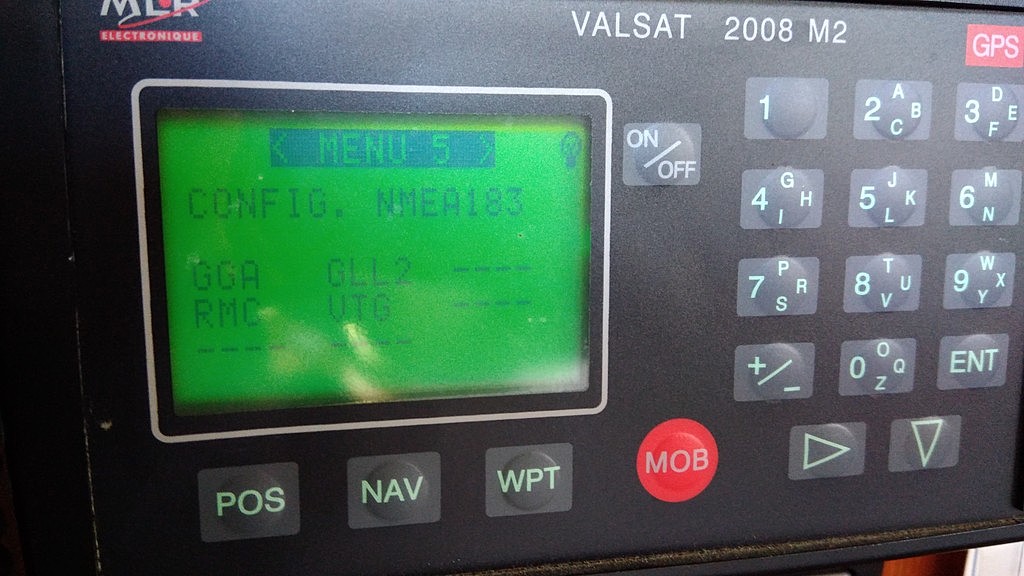 MLR
ELECTRONIQUE
VALSAT 2008 M2
GPS
< MENU 5 >
CONFIG. NMEA183
GGA GLL2 ----
RMC VTG ----
---- ----
ON/OFF
1
2 A B C
3 D E F
4 G H I
5 J K L
6 M N
7 P R S
8 T U V
9 W X Y
+/-
0 O Q Z
ENT
MOB
POS
NAV
WPT